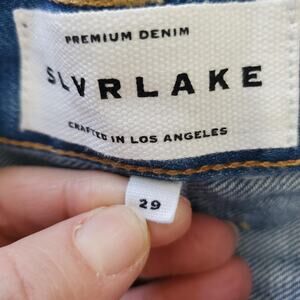 PREMIUM DENIM
SLVRLAKE
CRAFTED IN LOS ANGELES
29